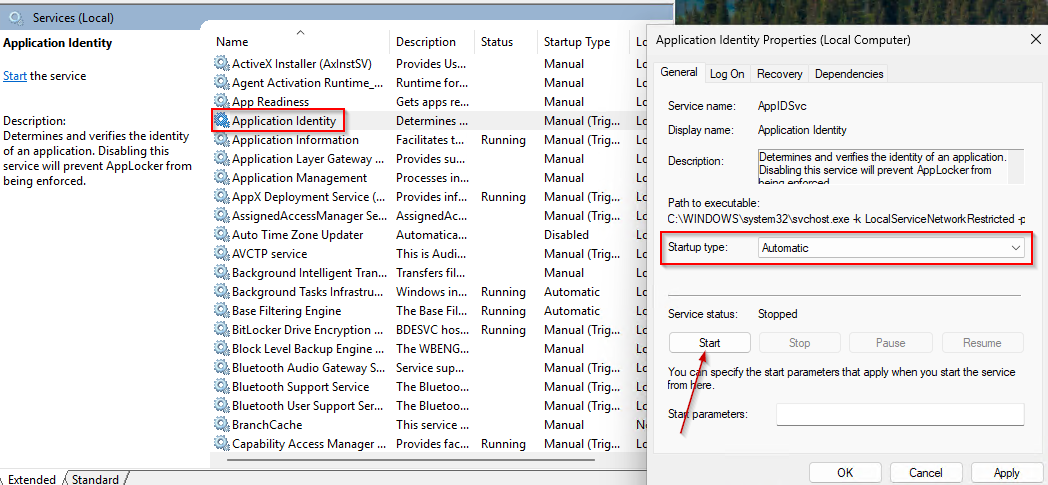 Services (Local)
Application Identity
Start the service
Description:
Determines and verifies the identity
of an application. Disabling this
service will prevent AppLocker from
being enforced.
Name Description Status Startup Type Lo
ActiveX Installer (AxInstSV) Provides Us... Manual Lo
Agent Activation Runtime_... Runtime for... Manual Lo
App Readiness Gets apps re... Manual Lo
Application Identity Determines ... Manual (Trig... Lo
Application Information Facilitates t... Running Manual (Trig... Lo
Application Layer Gateway ... Provides su... Manual Lo
Application Management Processes in... Manual Lo
AppX Deployment Service (... Provides inf... Manual (Trig... Lo
AssignedAccessManager Se... AssignedAc... Manual (Trig... Lo
Auto Time Zone Updater Automatica... Disabled Lo
AVCTP service This is Audi... Manual (Trig... Lo
Background Intelligent Tran... Transfers fil... Manual Lo
Background Tasks Infrastru... Windows in... Running Automatic Lo
Base Filtering Engine The Base Fil... Running Automatic Lo
BitLocker Drive Encryption ... BDESVC hos... Running Manual (Trig... Lo
Block Level Backup Engine ... The WBENG... Manual Lo
Bluetooth Audio Gateway S... Service sup... Manual (Trig... Lo
Bluetooth Support Service The Bluetoo... Manual (Trig... Lo
Bluetooth User Support Ser... The Bluetoo... Manual (Trig... Lo
BranchCache This service ... Manual
Capability Access Manager ... Provides fac... Running Manual (Trig... Lo
Extended Standard
Application Identity Properties (Local Computer)
General Log On Recovery Dependencies
Service name: AppIDSvc
Display name: Application Identity
Description: Determines and verifies the identity of an application.
Disabling this service will prevent AppLocker from
being enforced
Path to executable:
C:\WINDOWS\system32\svchost.exe -k LocalServiceNetworkRestricted -p
Startup type: Automatic
Service status: Stopped
Start Stop Pause Resume
You can specify the start parameters that apply when you start the service
from here.
Start parameters:
OK Cancel Apply